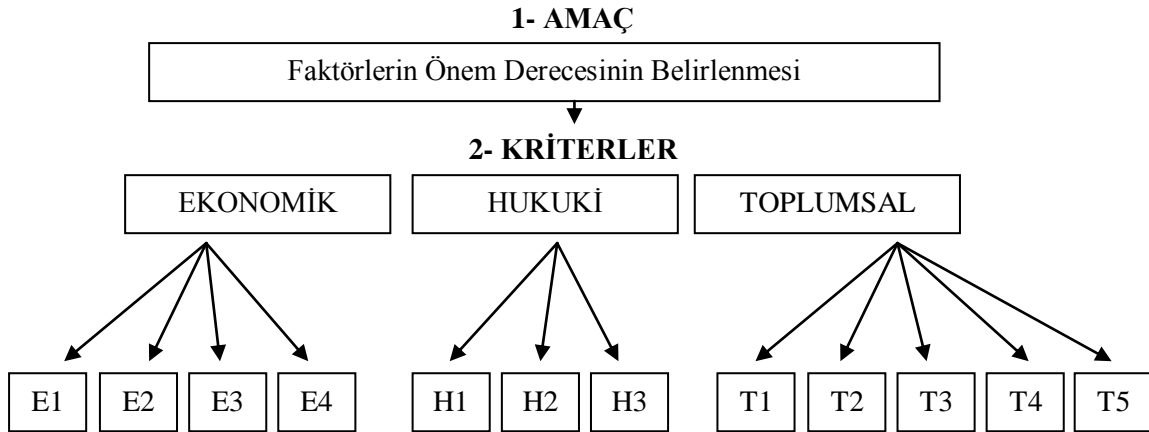 1- AMAÇ
Faktörlerin Önem Derecesinin Belirlenmesi
2- KRİTERLER
EKONOMİK HUKUKİ TOPLUMSAL
E1 E2 E3 E4 H1 H2 H3 T1 T2 T3 T4 T5